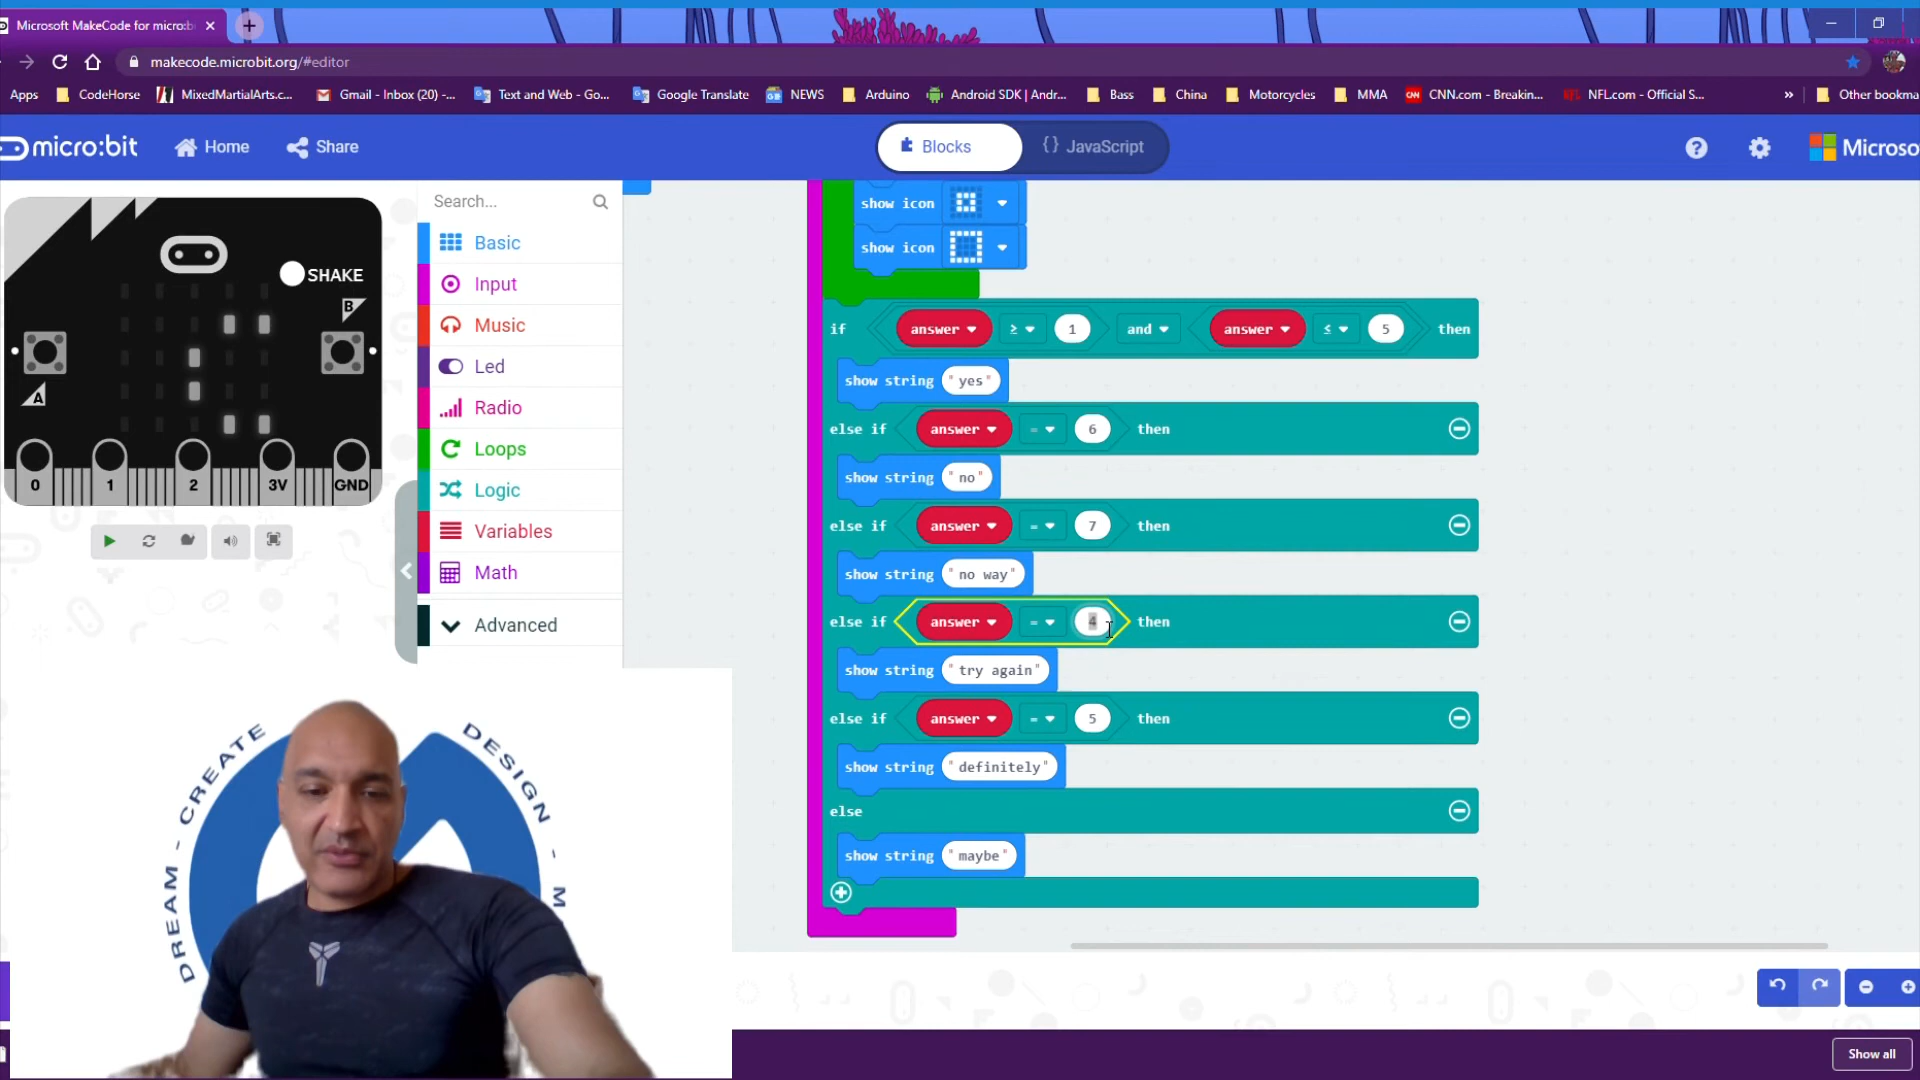 Microsoft MakeCode for micro:b
makecode.microbit.org/#editor
Apps
CodeHorse
MixedMartialArts.c...
Gmail - Inbox (20) -...
Text and Web - Go...
Google Translate
NEWS
Arduino
Android SDK | Andr...
Bass
China
Motorcycles
MMA
CNN
CNN.com - Breakin...
NFL.com - Official S...
»
Other bookma
micro:bit
Home
Share
Blocks
{ } JavaScript
?
Microso
SHAKE
B
A
0 1 2 3V GND
Search...
Basic
Input
Music
Led
Radio
Loops
Logic
Variables
Math
Advanced
show icon
show icon
if answer ≥ 1 and answer ≤ 5 then
show string "yes"
else if answer = 6 then
show string "no"
else if answer = 7 then
show string "no way"
else if answer = 4 then
show string "try again"
else if answer = 5 then
show string "definitely"
else
show string "maybe"
DREAM - CREATE
DESIGN - M
Show all